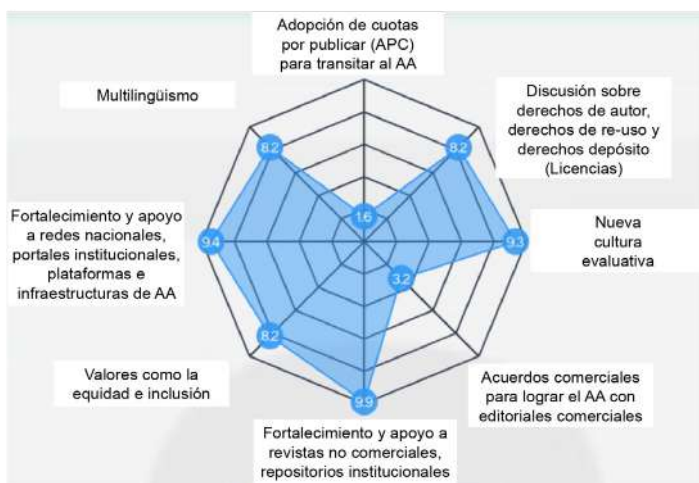 Adopción de cuotas
por publicar (APC)
para transitar al AA
Multilingüismo
Discusión sobre
derechos de autor,
derechos de re-uso y
derechos depósito
(Licencias)
8.2
8.2
1.6
Fortalecimiento y apoyo
a redes nacionales,
portales institucionales,
plataformas e
infraestructuras de AA
9.4
9.3
Nueva
cultura
evaluativa
3.2
8.2
Valores como la
equidad e inclusión
Acuerdos comerciales
para lograr el AA con
editoriales comerciales
9.9
Fortalecimiento y apoyo a
revistas no comerciales,
repositorios institucionales